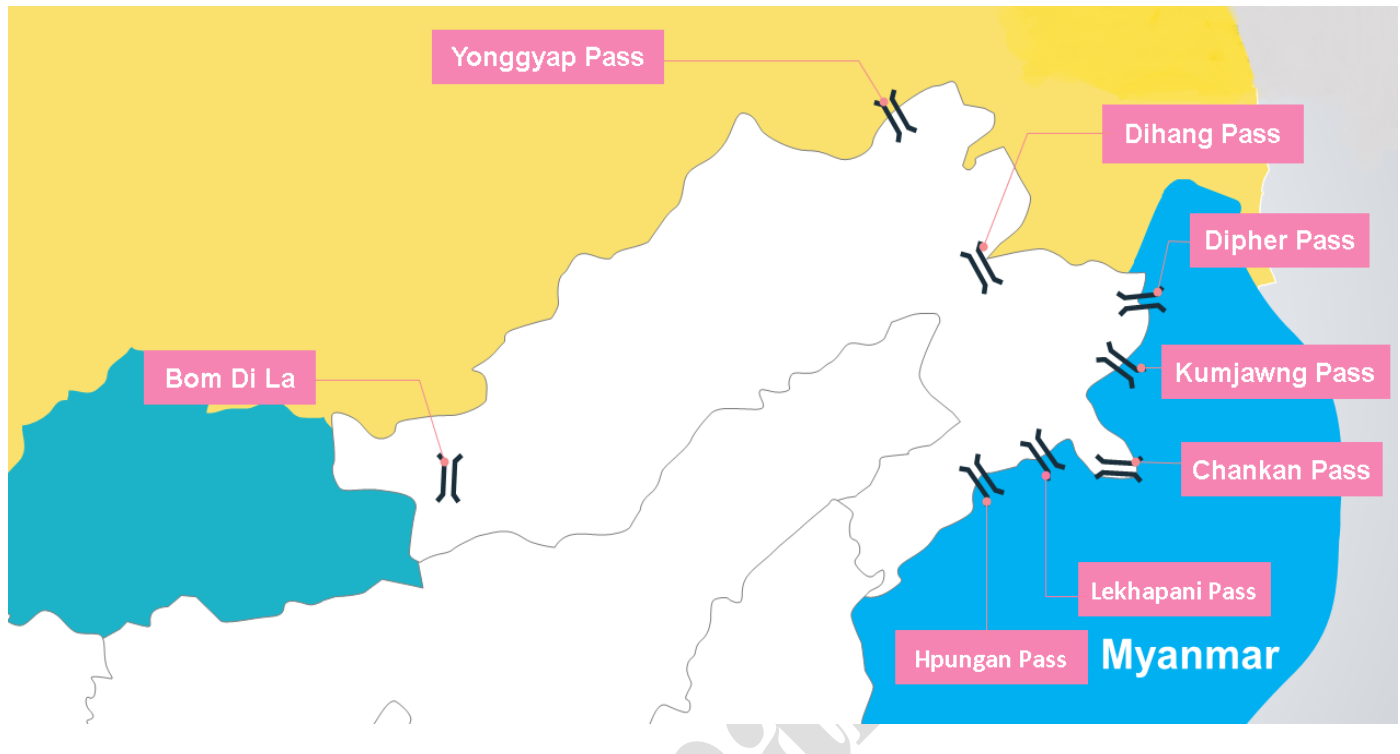 Yonggyap Pass
Dihang Pass
Dipher Pass
Bom Di La
Kumjawng Pass
Chankan Pass
Lekhapani Pass
Hpungan Pass
Myanmar